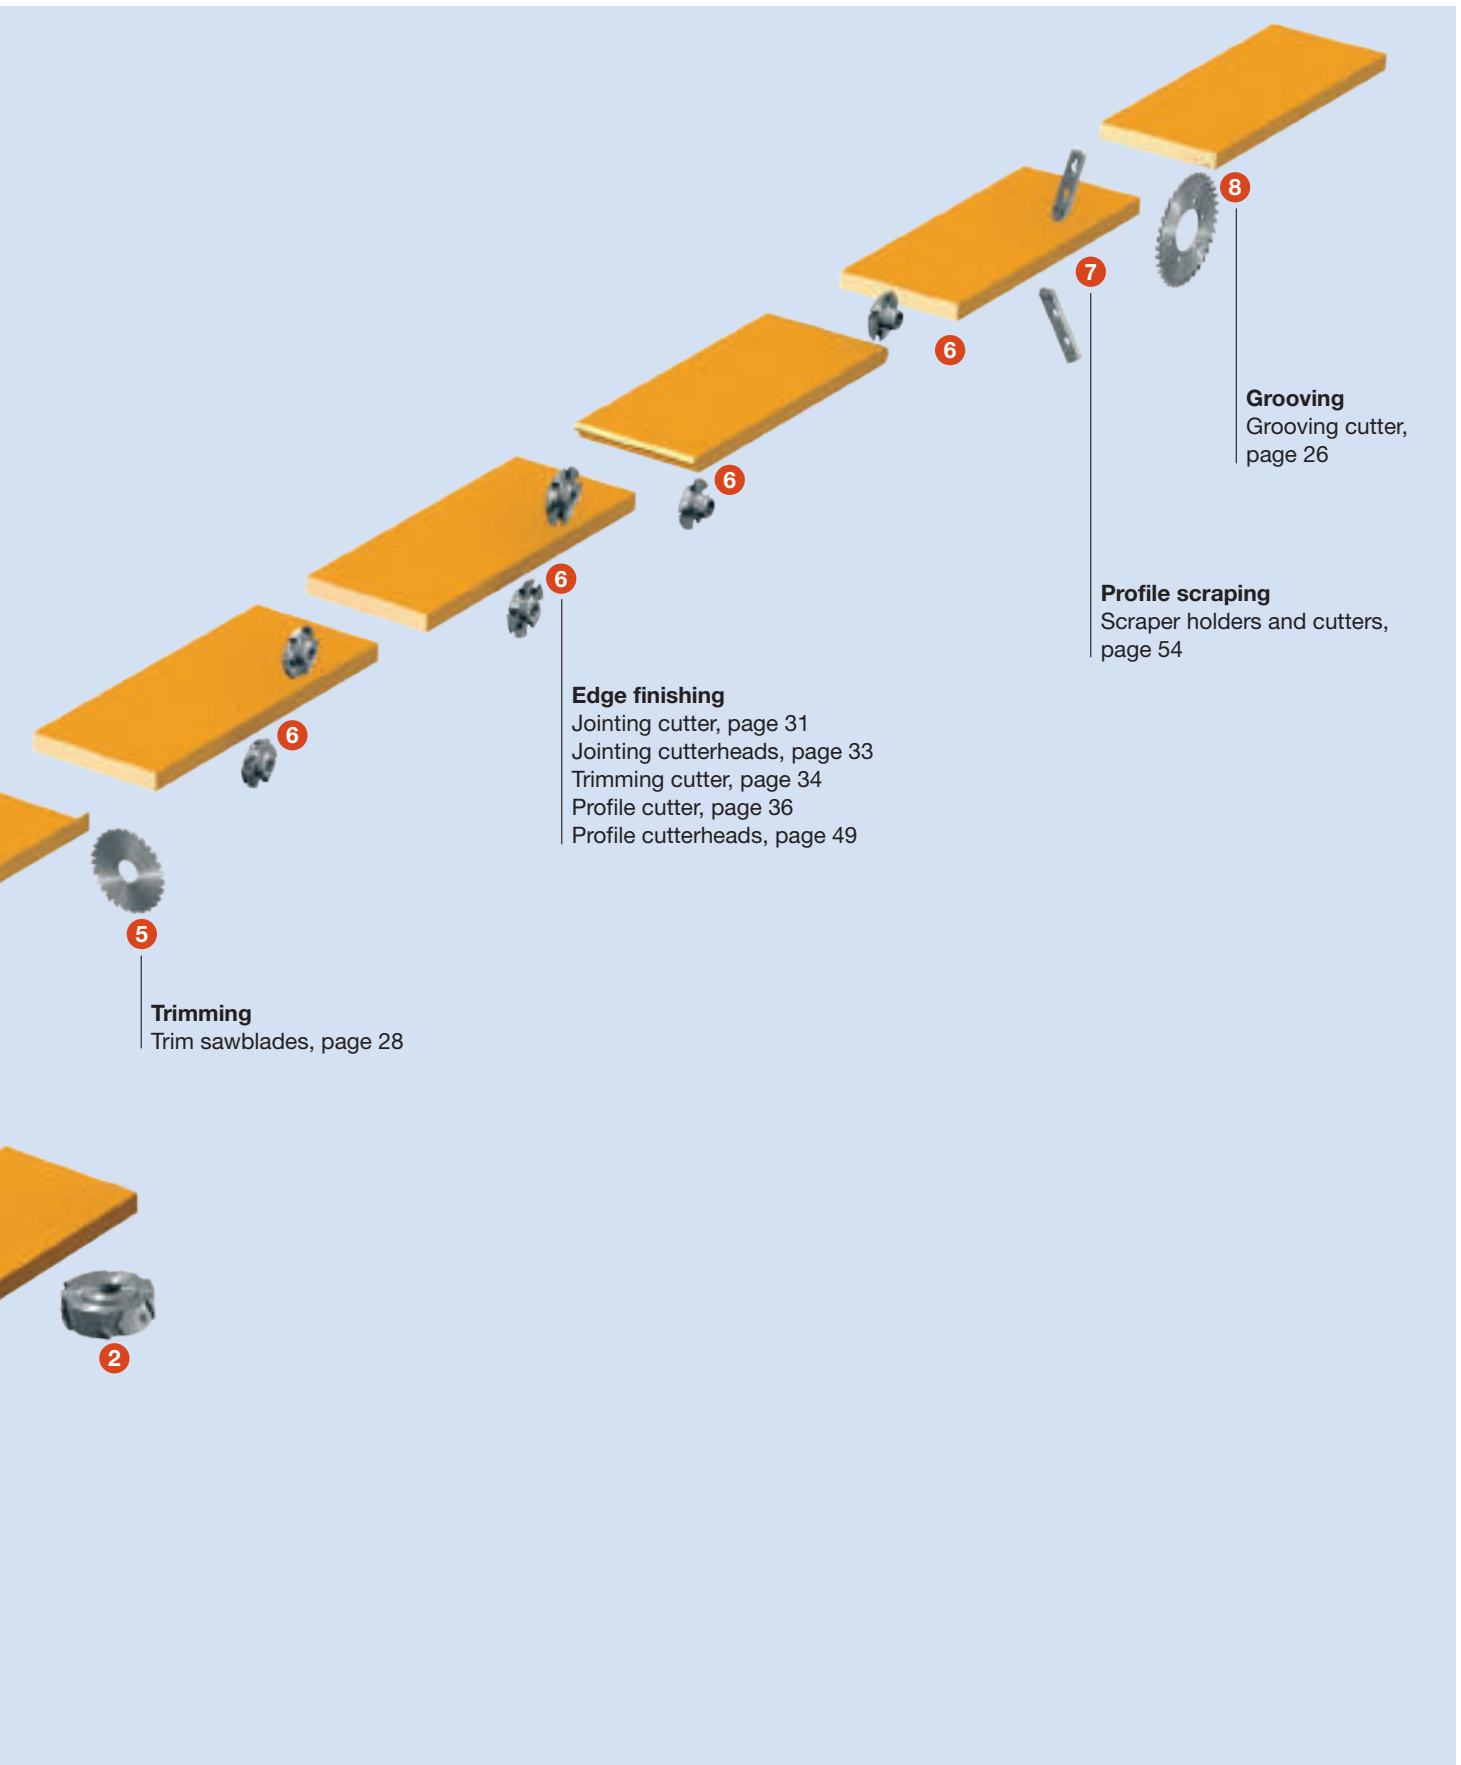 8
7
6
Grooving
Grooving cutter,
page 26
6
6
Profile scraping
Scraper holders and cutters,
page 54
Edge finishing
Jointing cutter, page 31
Jointing cutterheads, page 33
Trimming cutter, page 34
Profile cutter, page 36
Profile cutterheads, page 49
6
5
Trimming
Trim sawblades, page 28
2